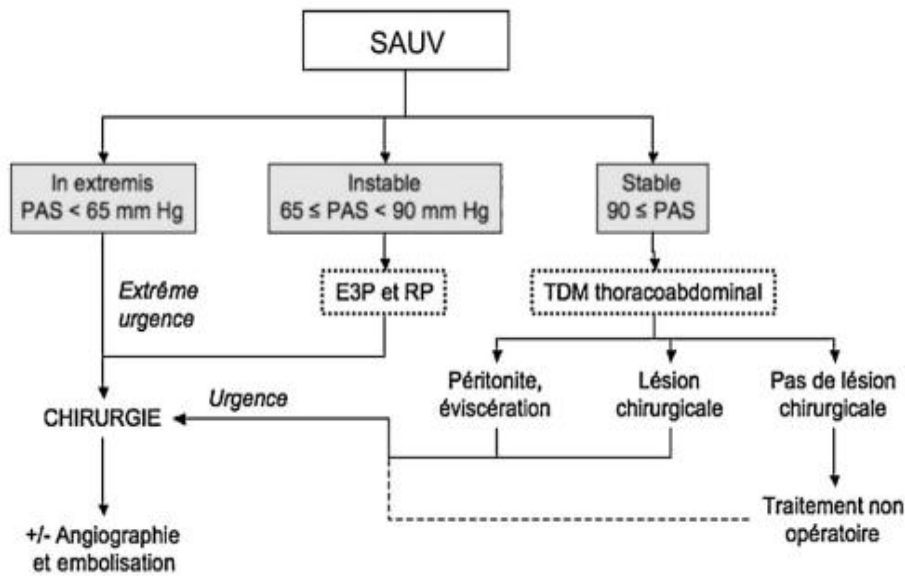 SAUV
In extremis
PAS < 65 mm Hg
Instable
65 ≤ PAS < 90 mm Hg
Stable
90 ≤ PAS
Extrême
urgence
E3P et RP
TDM thoracoabdominal
Péritonite,
éviscération
Lésion
chirurgicale
Pas de lésion
chirurgicale
Urgence
CHIRURGIE
Traitement non
opératoire
+/- Angiographie
et embolisation